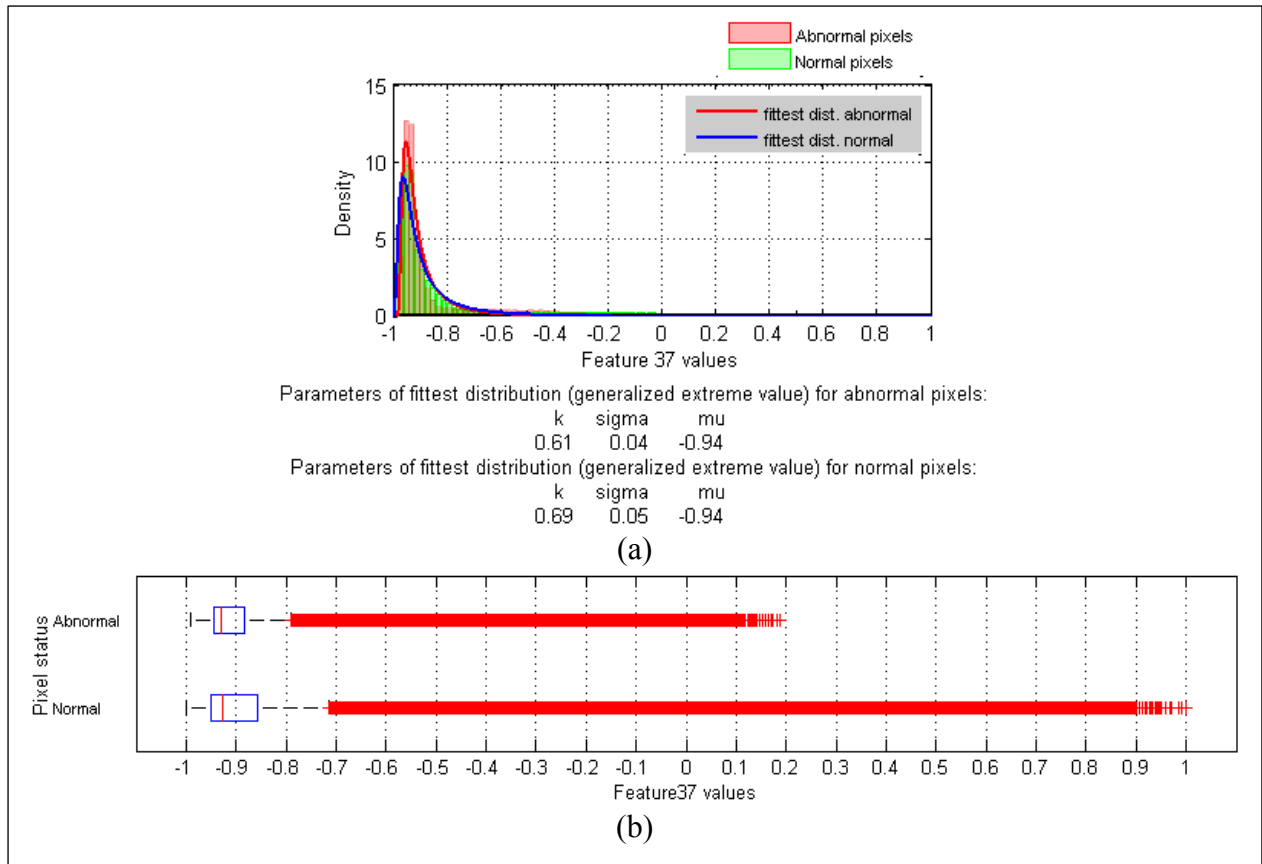 Abnormal pixels
Normal pixels
15
10
5
0
Density
fittest dist. abnormal
fittest dist. normal
-1 -0.8 -0.6 -0.4 -0.2 0 0.2 0.4 0.6 0.8 1
Feature 37 values
Parameters of fittest distribution (generalized extreme value) for abnormal pixels:
k sigma mu
0.61 0.04 -0.94
Parameters of fittest distribution (generalized extreme value) for normal pixels:
k sigma mu
0.69 0.05 -0.94
(a)
Pixel status
Abnormal
Normal
-1 -0.9 -0.8 -0.7 -0.6 -0.5 -0.4 -0.3 -0.2 -0.1 0 0.1 0.2 0.3 0.4 0.5 0.6 0.7 0.8 0.9 1
Feature37 values
(b)